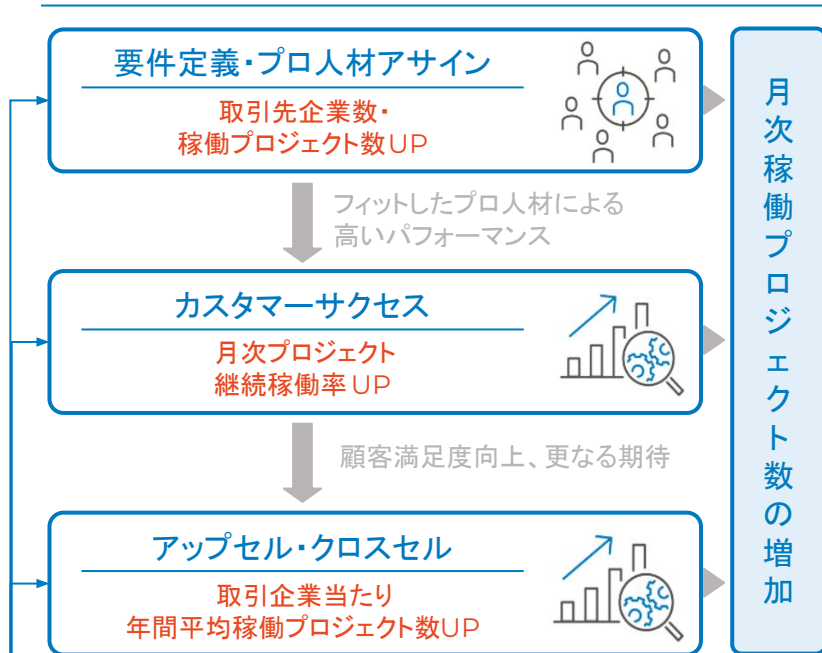 要件定義・プロ人材アサイン
取引先企業数・
稼働プロジェクト数UP
フィットしたプロ人材による
高いパフォーマンス
カスタマーサクセス
月次プロジェクト
継続稼働率 UP
顧客満足度向上、更なる期待
アップセル・クロスセル
取引企業当たり
年間平均稼働プロジェクト数UP
月次稼働プロジェクト数の増加